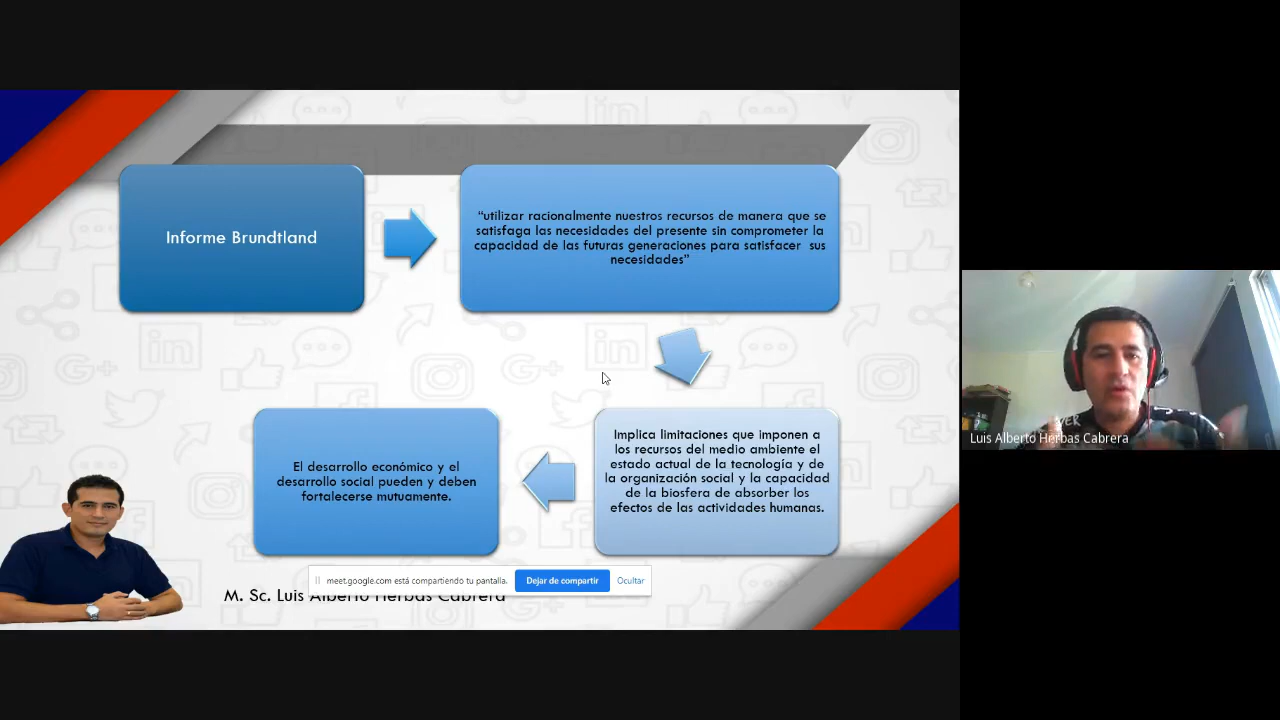 Informe Brundtland
“utilizar racionalmente nuestros recursos de manera que se
satisfaga las necesidades del presente sin comprometer la
capacidad de las futuras generaciones para satisfacer sus
necesidades”
Implica limitaciones que imponen a
los recursos del medio ambiente el
estado actual de la tecnología y de
la organización social y la capacidad
de la biosfera de absorber los
efectos de las actividades humanas.
El desarrollo económico y el
desarrollo social pueden y deben
fortalecerse mutuamente.
meet.google.com está compartiendo tu pantalla.
Dejar de compartir
Ocultar
M. Sc. Luis Alberto Herbas Cabrera
Luis Alberto Herbas Cabrera